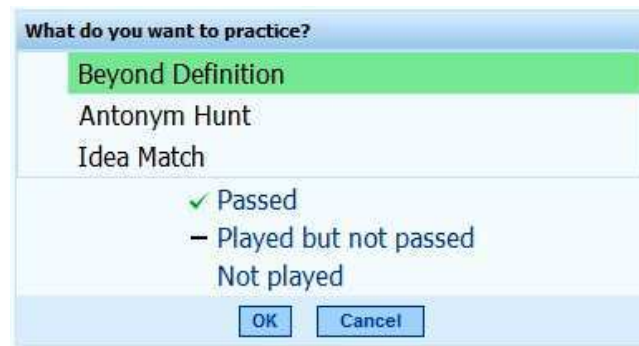 What do you want to practice?
Beyond Definition
Antonym Hunt
Idea Match
✓ Passed
– Played but not passed
Not played
OK Cancel